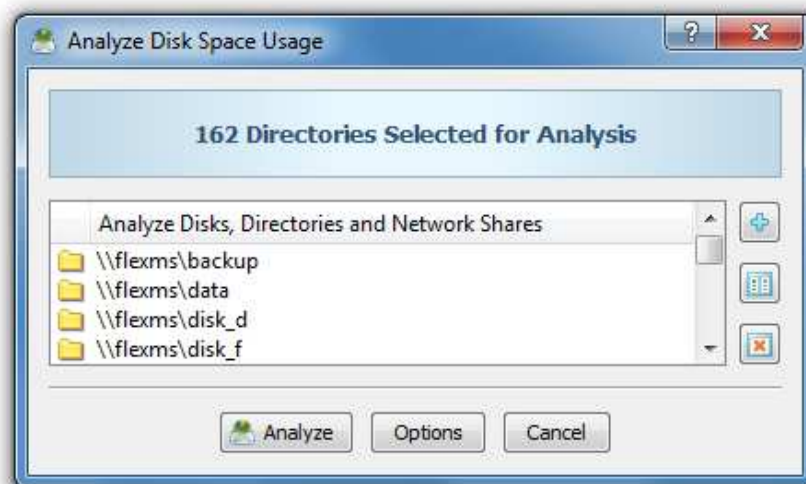 Analyze Disk Space Usage
162 Directories Selected for Analysis
Analyze Disks, Directories and Network Shares
\\flexms\backup
\\flexms\data
\\flexms\disk_d
\\flexms\disk_f
Analyze
Options
Cancel